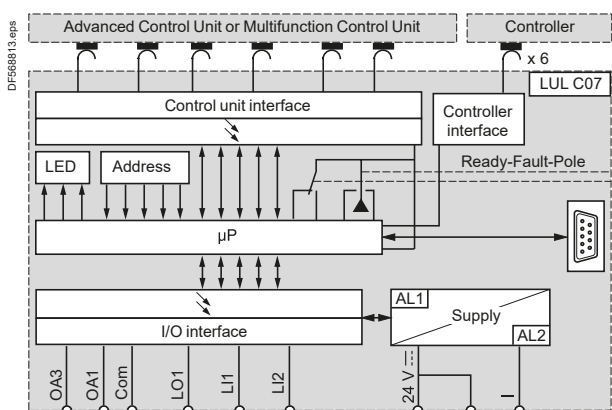 DF568813.eps
Advanced Control Unit or Multifunction Control Unit
Controller
x 6
LUL C07
Control unit interface
Controller
interface
LED
Address
Ready-Fault-Pole
µP
AL1
Supply
AL2
I/O interface
OA3
OA1
Com
LO1
LI1
LI2
24 V
I